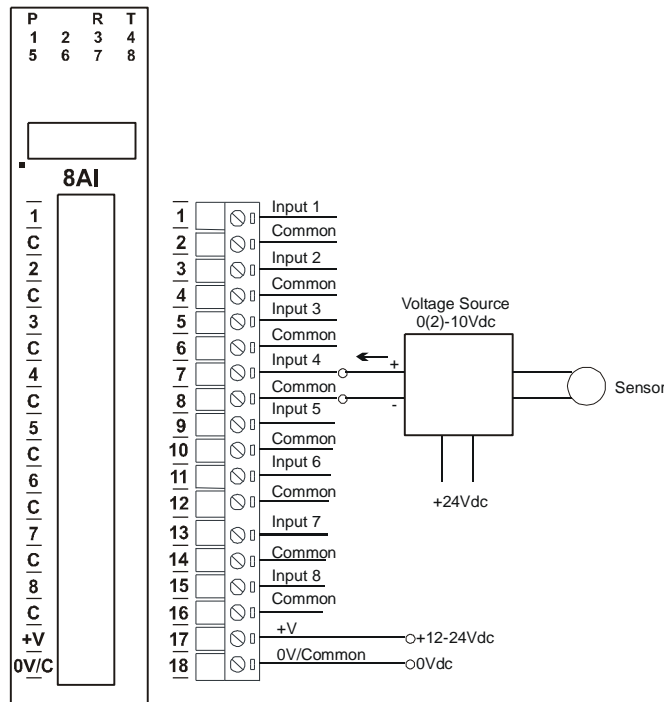 P R T
1 2 3 4
5 6 7 8
8AI
1
C
2
C
3
C
4
C
5
C
6
C
7
C
8
C
+V
0V/C
1 Input 1
2 Common
3 Input 2
4 Common
5 Input 3
6 Common
7 Input 4
8 Common
9 Input 5
10 Common
11 Input 6
12 Common
13 Input 7
14 Common
15 Input 8
16 Common
17 +V +12-24Vdc
18 0V/Common 0Vdc
Voltage Source
0(2)-10Vdc
+
-
Sensor
+24Vdc